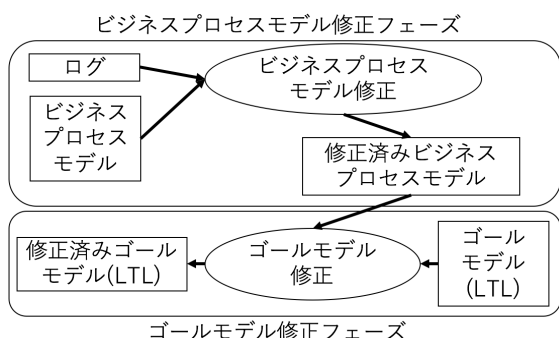 ビジネスプロセスモデル修正フェーズ
ログ
ビジネス
プロセス
モデル
ビジネスプロセス
モデル修正
修正済みビジネス
プロセスモデル
修正済みゴール
モデル(LTL)
ゴールモデル
修正
ゴール
モデル
(LTL)
ゴールモデル修正フェーズ